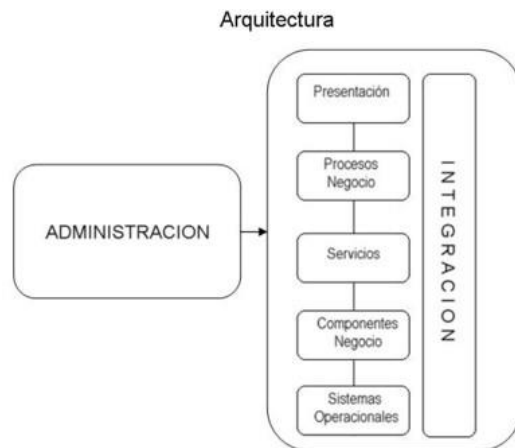 Arquitectura
ADMINISTRACION
Presentación
Procesos
Negocio
Servicios
Componentes
Negocio
Sistemas
Operacionales
INTEGRACION